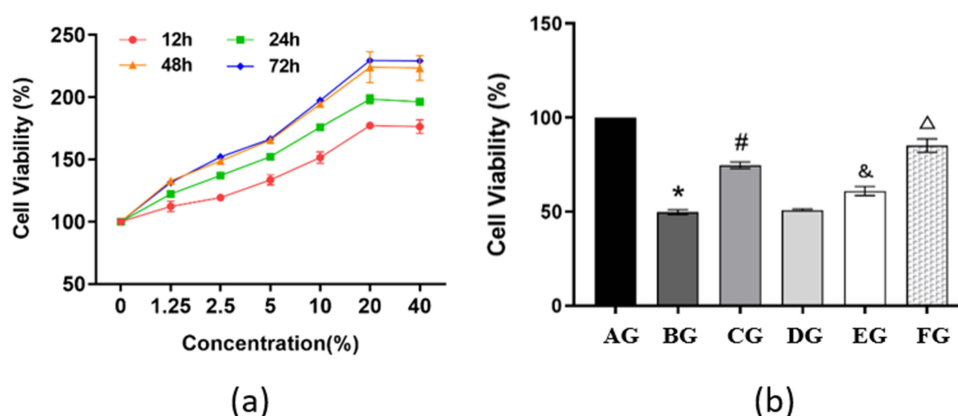 12h
24h
48h
72h
Cell Viability (%)
250
200
150
100
50
0 1.25 2.5 5 10 20 40
Concentration(%)
(a)
Cell Viability (%)
150
100
50
0
*
#
&
△
AG BG CG DG EG FG
(b)